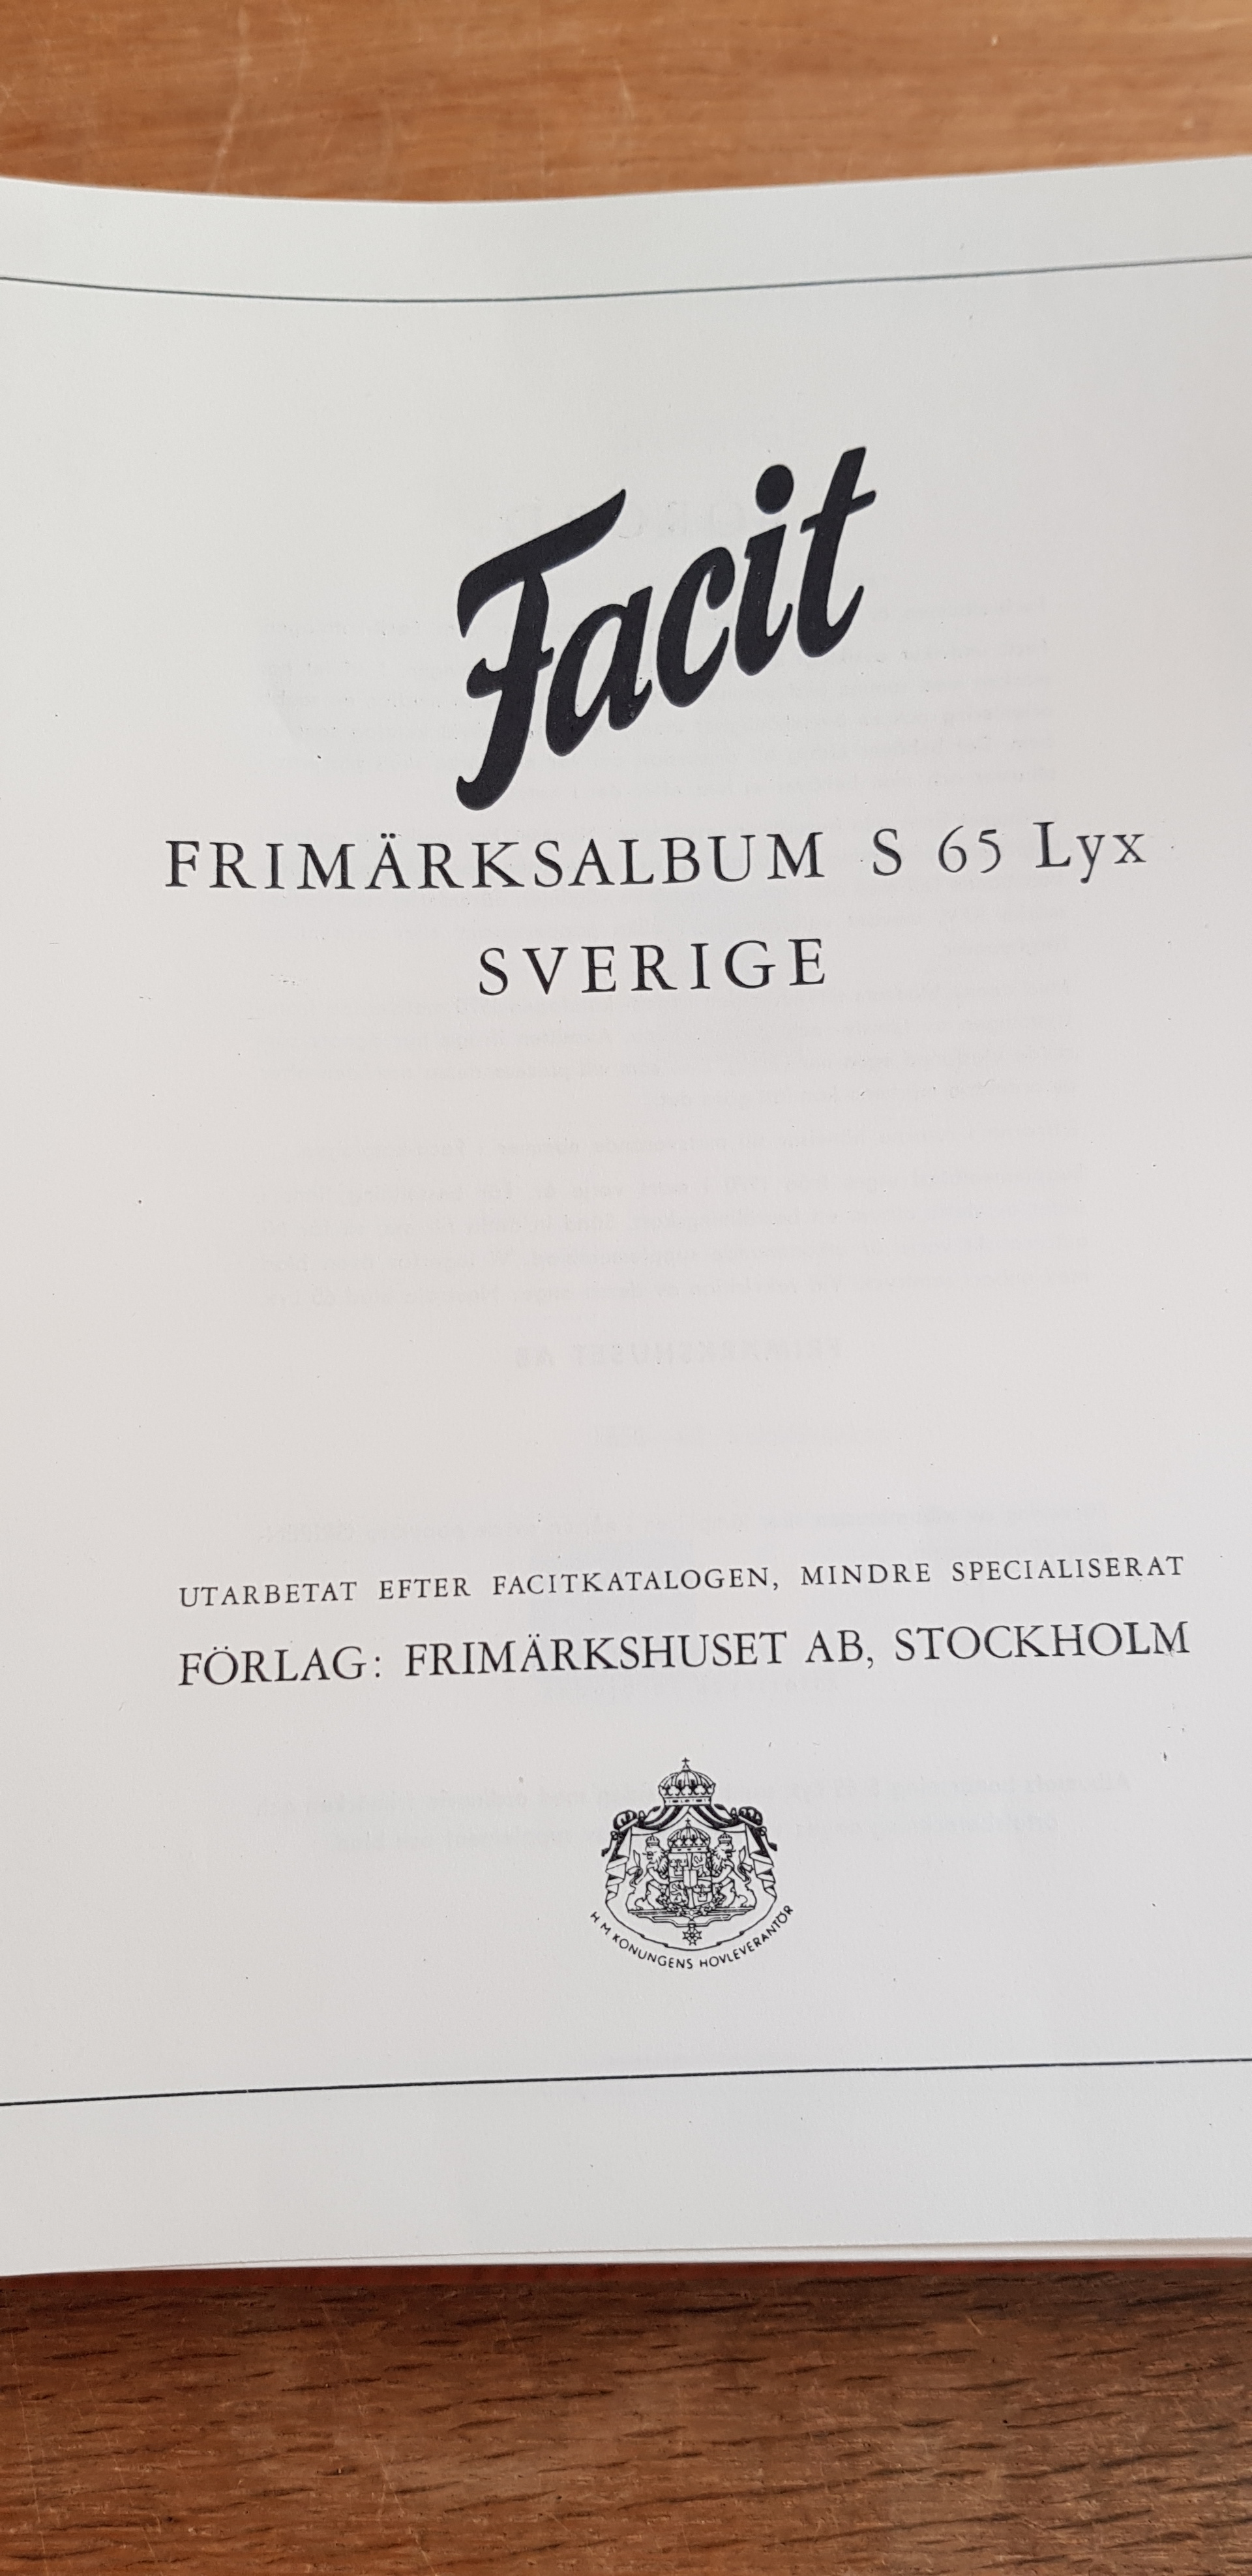 Facit
FRIMÄRKSALBUM S 65 Lyx
SVERIGE
UTARBETAT EFTER FACITKATALOGEN, MINDRE SPECIALISERAT
FÖRLAG: FRIMÄRKSHUSET AB, STOCKHOLM
H M KONUNGENS HOVLEVERANTÖR